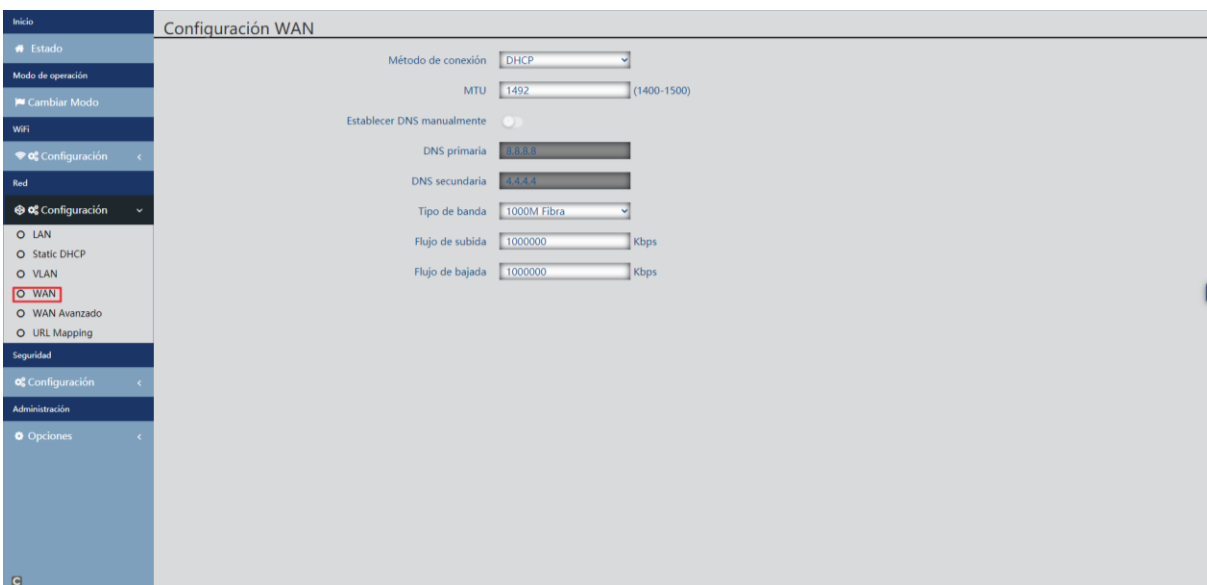 Inicio
Estado
Modo de operación
Cambiar Modo
WiFi
Configuración
Red
Configuración
LAN
Static DHCP
VLAN
WAN
WAN Avanzado
URL Mapping
Seguridad
Configuración
Administración
Opciones
Configuración WAN
Método de conexión DHCP
MTU 1492 (1400-1500)
Establecer DNS manualmente
DNS primaria 8.8.8.8
DNS secundaria 4.4.4.4
Tipo de banda 1000M Fibra
Flujo de subida 1000000 Kbps
Flujo de bajada 1000000 Kbps